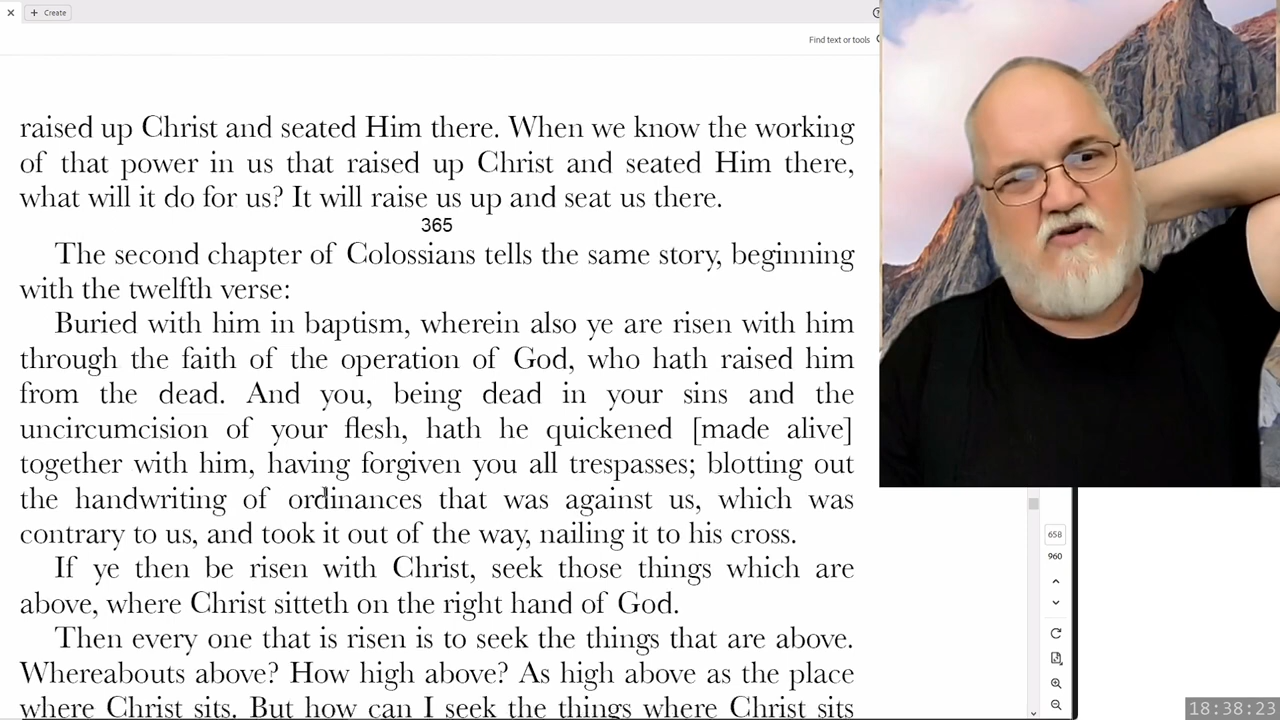 Create
Find text or tools
raised up Christ and seated Him there. When we know the working
of that power in us that raised up Christ and seated Him there,
what will it do for us? It will raise us up and seat us there.
365
The second chapter of Colossians tells the same story, beginning
with the twelfth verse:
Buried with him in baptism, wherein also ye are risen with him
through the faith of the operation of God, who hath raised him
from the dead. And you, being dead in your sins and the
uncircumcision of your flesh, hath he quickened [made alive]
together with him, having forgiven you all trespasses; blotting out
the handwriting of ordinances that was against us, which was
contrary to us, and took it out of the way, nailing it to his cross.
If ye then be risen with Christ, seek those things which are
above, where Christ sitteth on the right hand of God.
Then every one that is risen is to seek the things that are above.
Whereabouts above? How high above? As high above as the place
where Christ sits. But how can I seek the things where Christ sits
658
960
18:38:23